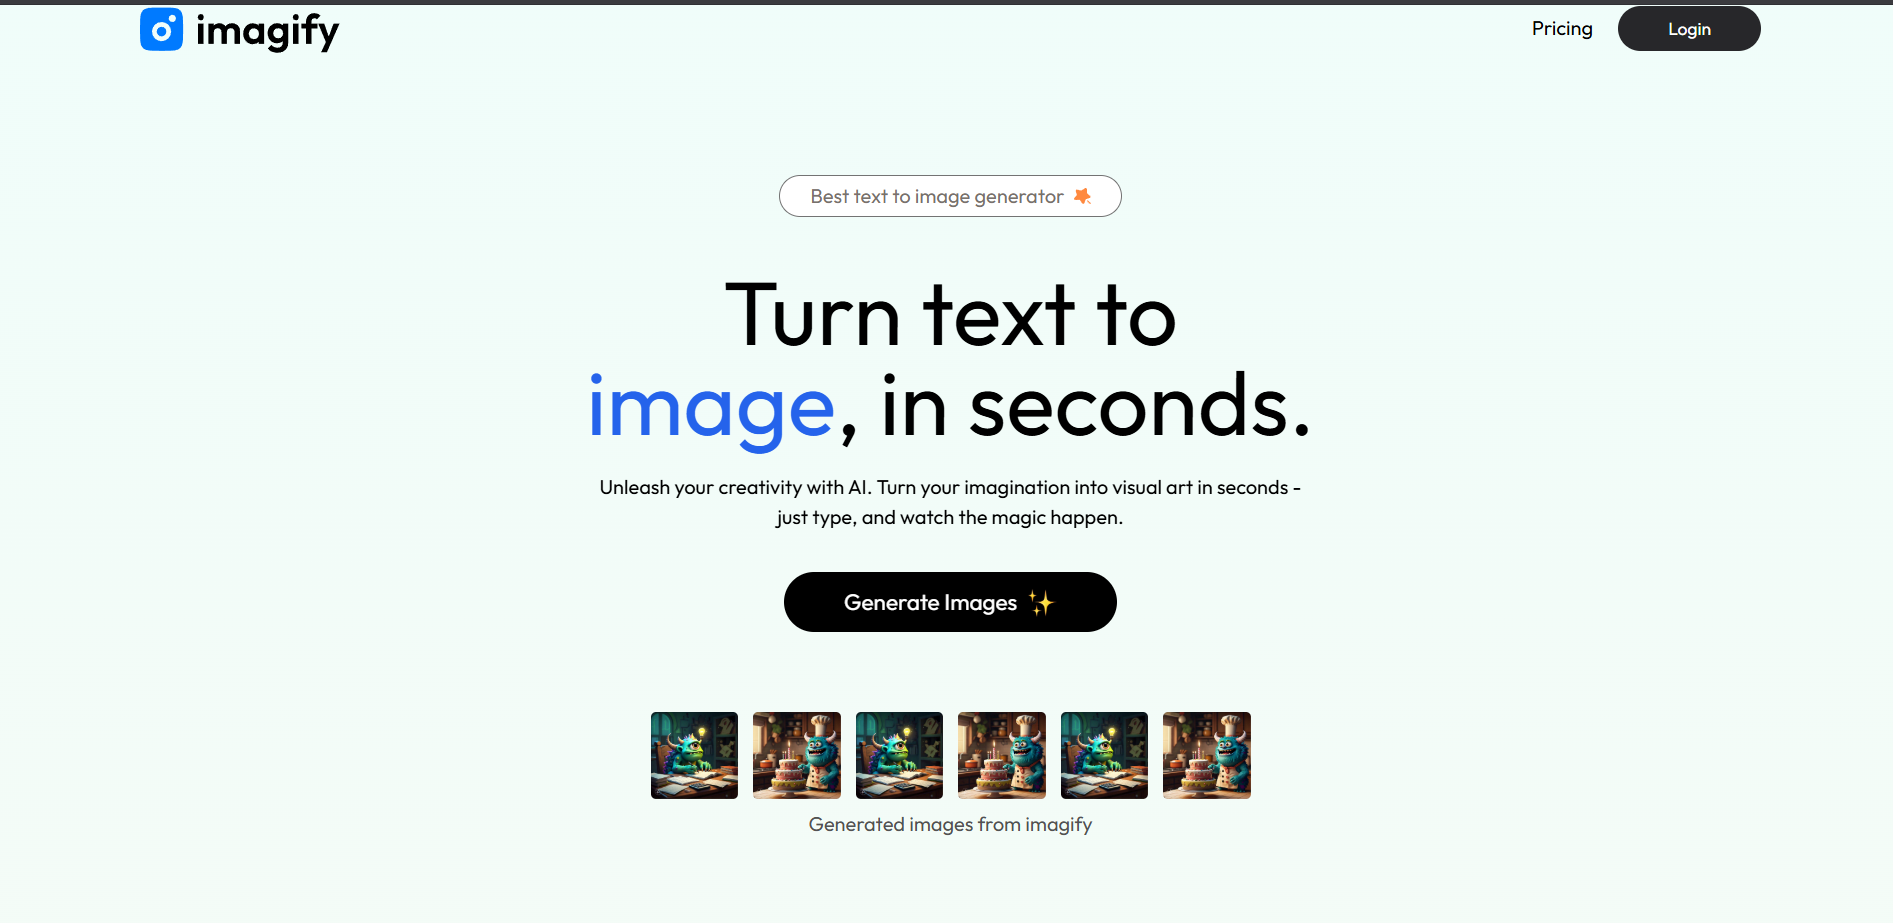 imagify
Pricing
Login
Best text to image generator
Turn text to
image, in seconds.
Unleash your creativity with AI. Turn your imagination into visual art in seconds -
just type, and watch the magic happen.
Generate Images ✨
Generated images from imagify